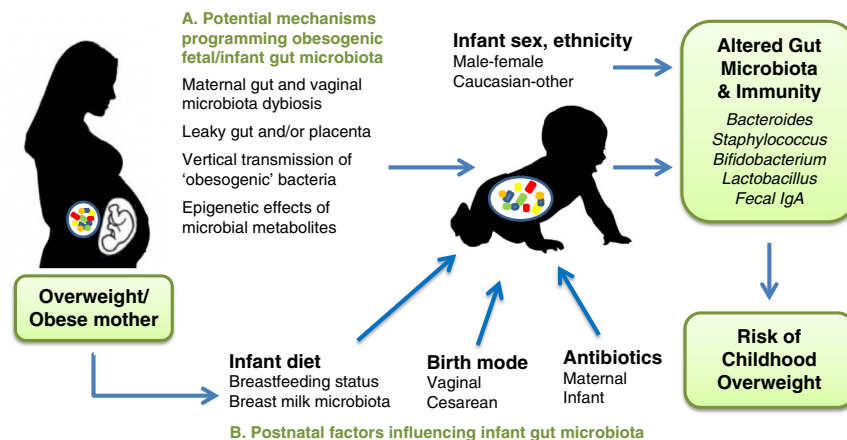 A. Potential mechanisms
programming obesogenic
fetal/infant gut microbiota
Maternal gut and vaginal
microbiota dybiosis
Leaky gut and/or placenta
Vertical transmission of
‘obesogenic’ bacteria
Epigenetic effects of
microbial metabolites
Infant sex, ethnicity
Male-female
Caucasian-other
Altered Gut
Microbiota
& Immunity
Bacteroides
Staphylococcus
Bifidobacterium
Lactobacillus
Fecal IgA
Overweight/
Obese mother
Infant diet
Breastfeeding status
Breast milk microbiota
Birth mode
Vaginal
Cesarean
Antibiotics
Maternal
Infant
Risk of
Childhood
Overweight
B. Postnatal factors influencing infant gut microbiota